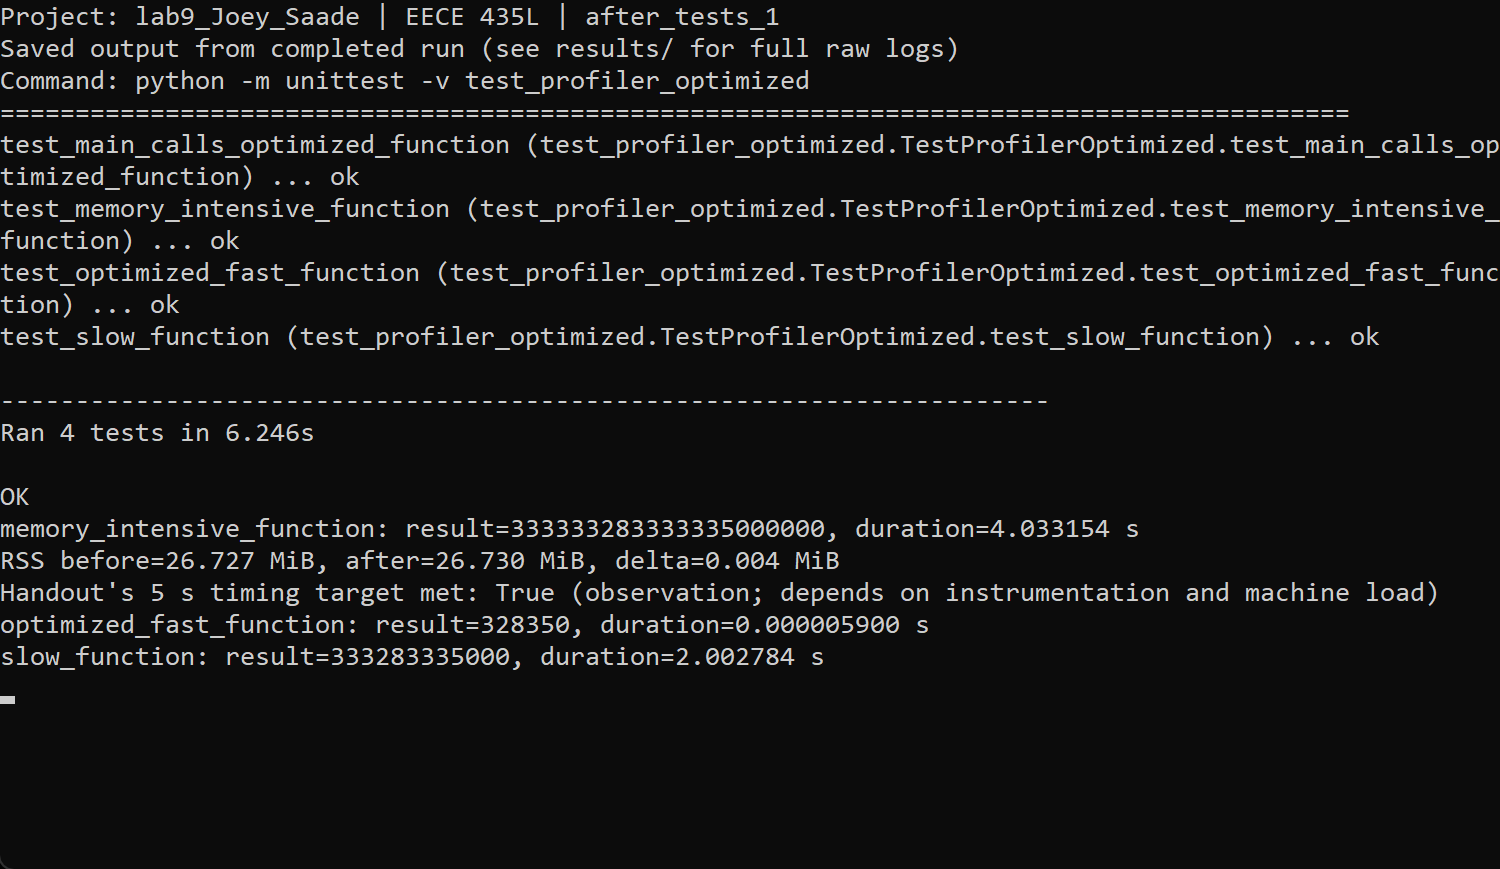 Project: lab9_Joey_Saade | EECE 435L | after_tests_1
Saved output from completed run (see results/ for full raw logs)
Command: python -m unittest -v test_profiler_optimized
==========================================================================================
test_main_calls_optimized_function (test_profiler_optimized.TestProfilerOptimized.test_main_calls_op
timized_function) ... ok
test_memory_intensive_function (test_profiler_optimized.TestProfilerOptimized.test_memory_intensive_
function) ... ok
test_optimized_fast_function (test_profiler_optimized.TestProfilerOptimized.test_optimized_fast_func
tion) ... ok
test_slow_function (test_profiler_optimized.TestProfilerOptimized.test_slow_function) ... ok
----------------------------------------------------------------------
Ran 4 tests in 6.246s
OK
memory_intensive_function: result=333333283333335000000, duration=4.033154 s
RSS before=26.727 MiB, after=26.730 MiB, delta=0.004 MiB
Handout's 5 s timing target met: True (observation; depends on instrumentation and machine load)
optimized_fast_function: result=328350, duration=0.000005900 s
slow_function: result=333283335000, duration=2.002784 s